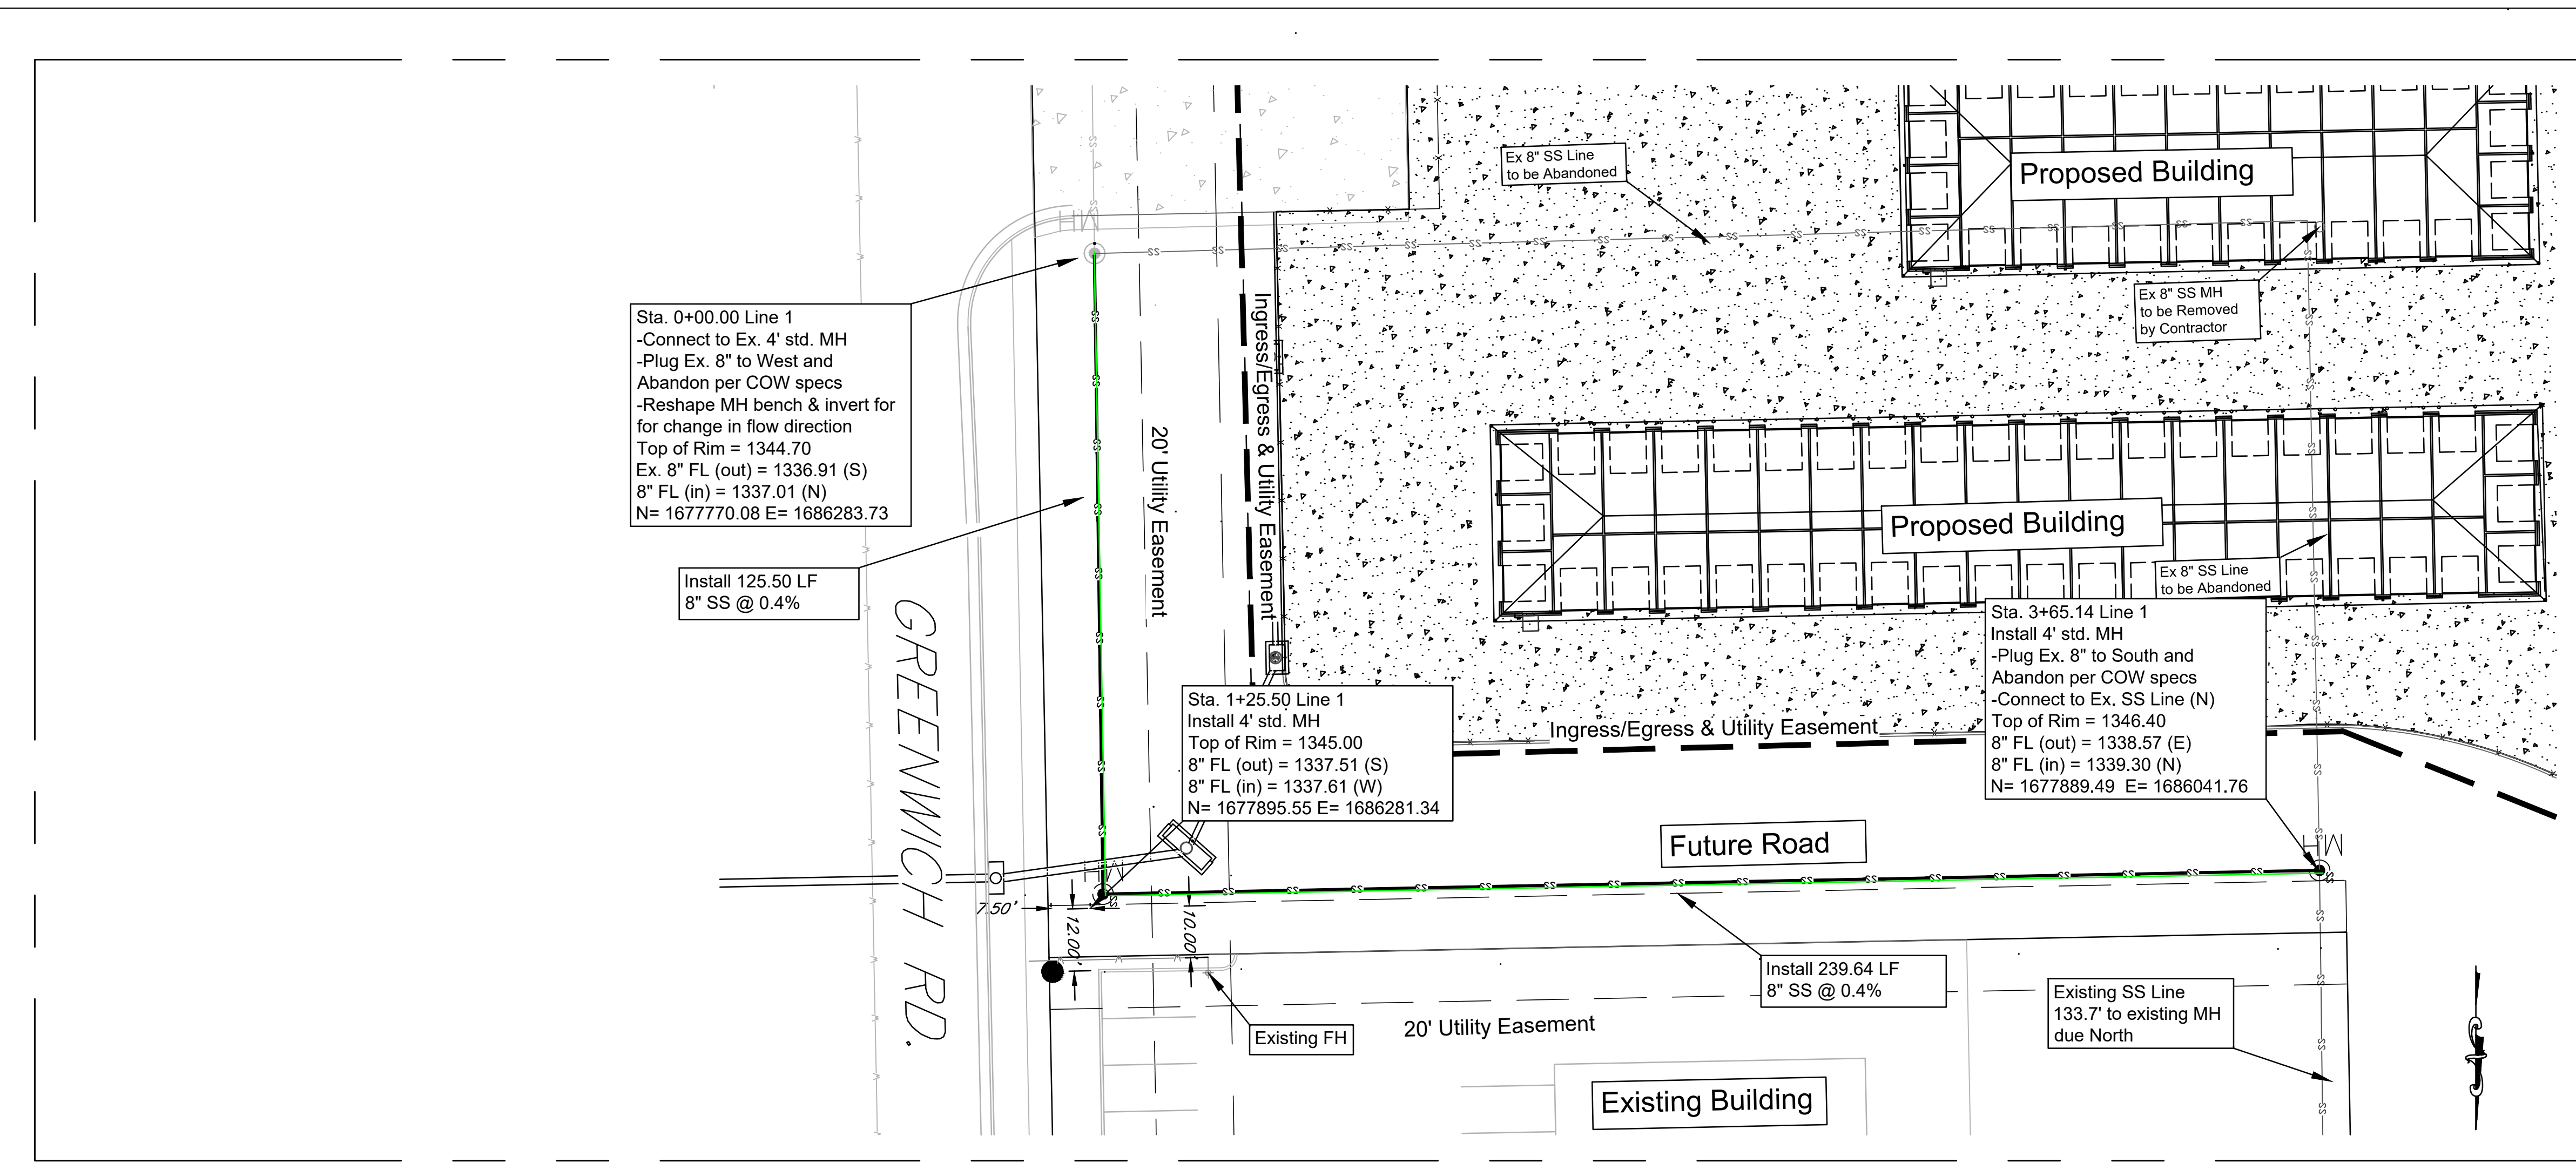 Ex 8" SS Line
to be Abandoned
Proposed Building
Ex 8" SS MH
to be Removed
by Contractor
MH
Sta. 0+00.00 Line 1
-Connect to Ex. 4' std. MH
-Plug Ex. 8" to West and
Abandon per COW specs
-Reshape MH bench & invert for
for change in flow direction
Top of Rim = 1344.70
Ex. 8" FL (out) = 1336.91 (S)
8" FL (in) = 1337.01 (N)
N= 1677770.08 E= 1686283.73
Install 125.50 LF
8" SS @ 0.4%
GREENWICH RD.
20' Utility Easement
Ingress/Egress & Utility Easement
Proposed Building
Ex 8" SS Line
to be Abandoned
Sta. 1+25.50 Line 1
Install 4' std. MH
Top of Rim = 1345.00
8" FL (out) = 1337.51 (S)
8" FL (in) = 1337.61 (W)
N= 1677895.55 E= 1686281.34
Ingress/Egress & Utility Easement
Sta. 3+65.14 Line 1
Install 4' std. MH
-Plug Ex. 8" to South and
Abandon per COW specs
-Connect to Ex. SS Line (N)
Top of Rim = 1346.40
8" FL (out) = 1338.57 (E)
8" FL (in) = 1339.30 (N)
N= 1677889.49 E= 1686041.76
Future Road
MH
MH
7.50'
12.00'
10.00'
Install 239.64 LF
8" SS @ 0.4%
Existing FH
20' Utility Easement
Existing SS Line
133.7' to existing MH
due North
Existing Building